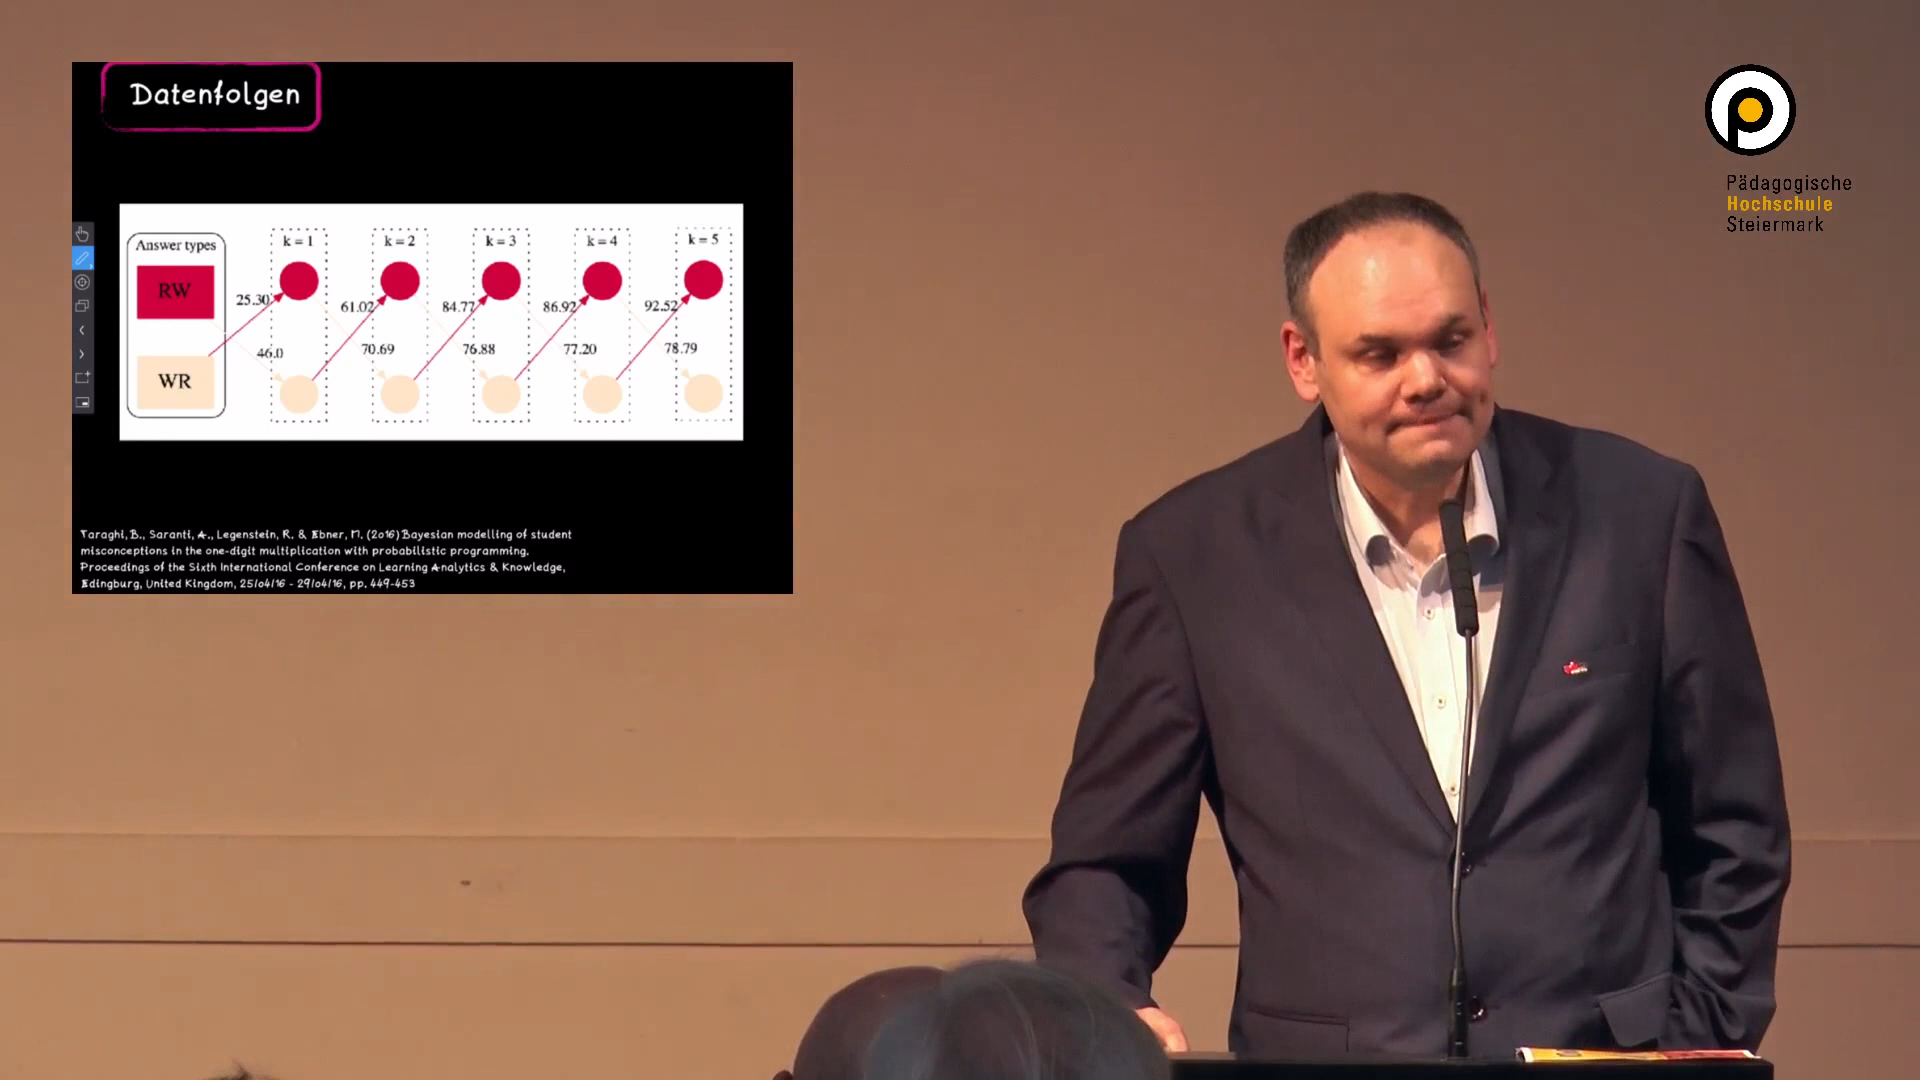 Datenfolgen
Answer types
RW
WR
k = 1
k = 2
k = 3
k = 4
k = 5
25.30
61.02
84.77
86.92
92.52
46.0
70.69
76.88
77.20
78.79
Taraghi, B., Saranti, A., Legenstein, R. & Ebner, M. (2016) Bayesian modelling of student
misconceptions in the one-digit multiplication with probabilistic programming.
Proceedings of the Sixth International Conference on Learning Analytics & Knowledge,
Edingburg, United Kingdom, 25/04/16 - 29/04/16, pp. 449-453
Pädagogische
Hochschule
Steiermark